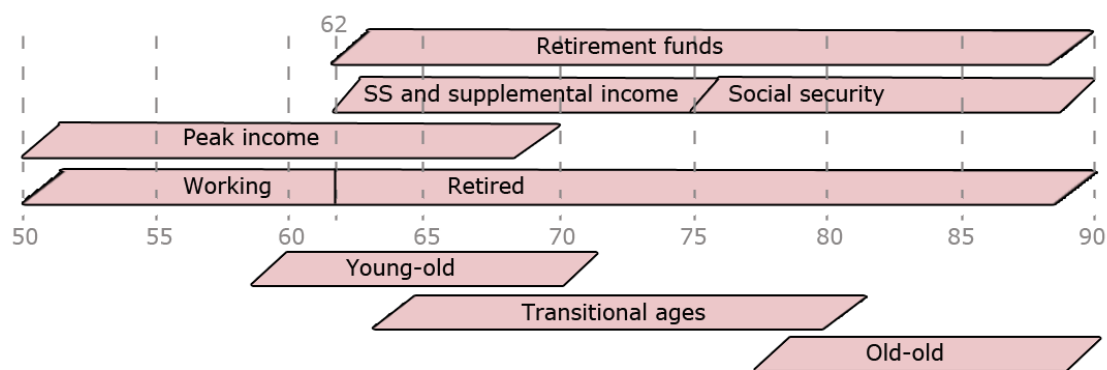 62
Retirement funds
SS and supplemental income Social security
Peak income
Working Retired
50 55 60 65 70 75 80 85 90
Young-old
Transitional ages
Old-old